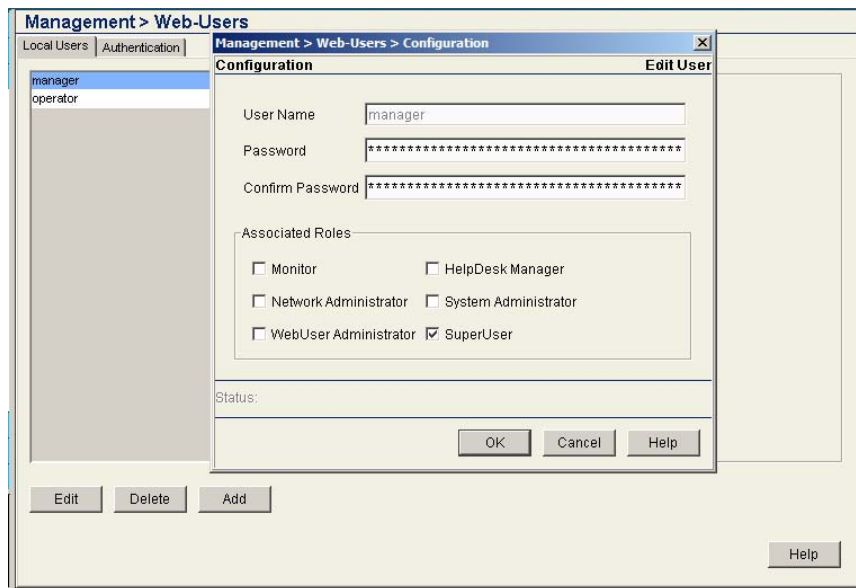 Management > Web-Users
Local Users
Authentication
manager
operator
Management > Web-Users > Configuration
Configuration
Edit User
User Name
manager
Password
****************************************
Confirm Password
****************************************
Associated Roles
Monitor
HelpDesk Manager
Network Administrator
System Administrator
WebUser Administrator
SuperUser
Status:
OK
Cancel
Help
Edit
Delete
Add
Help